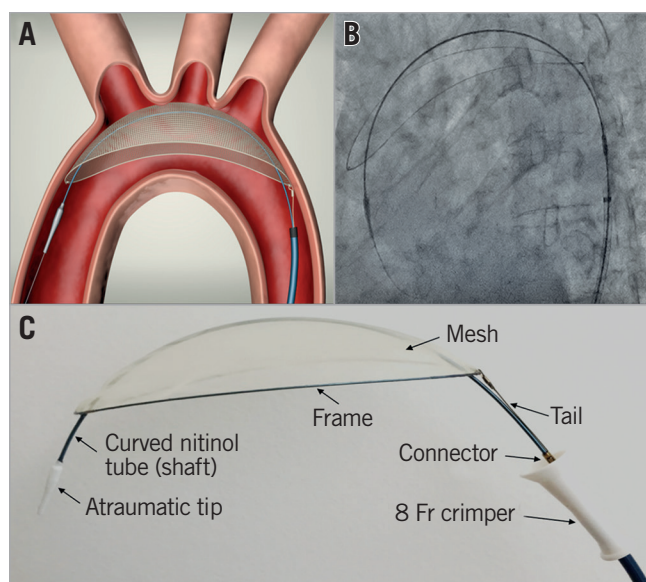 A
B
C
Mesh
Frame
Tail
Curved nitinol
tube (shaft)
Connector
Atraumatic tip
8 Fr crimper